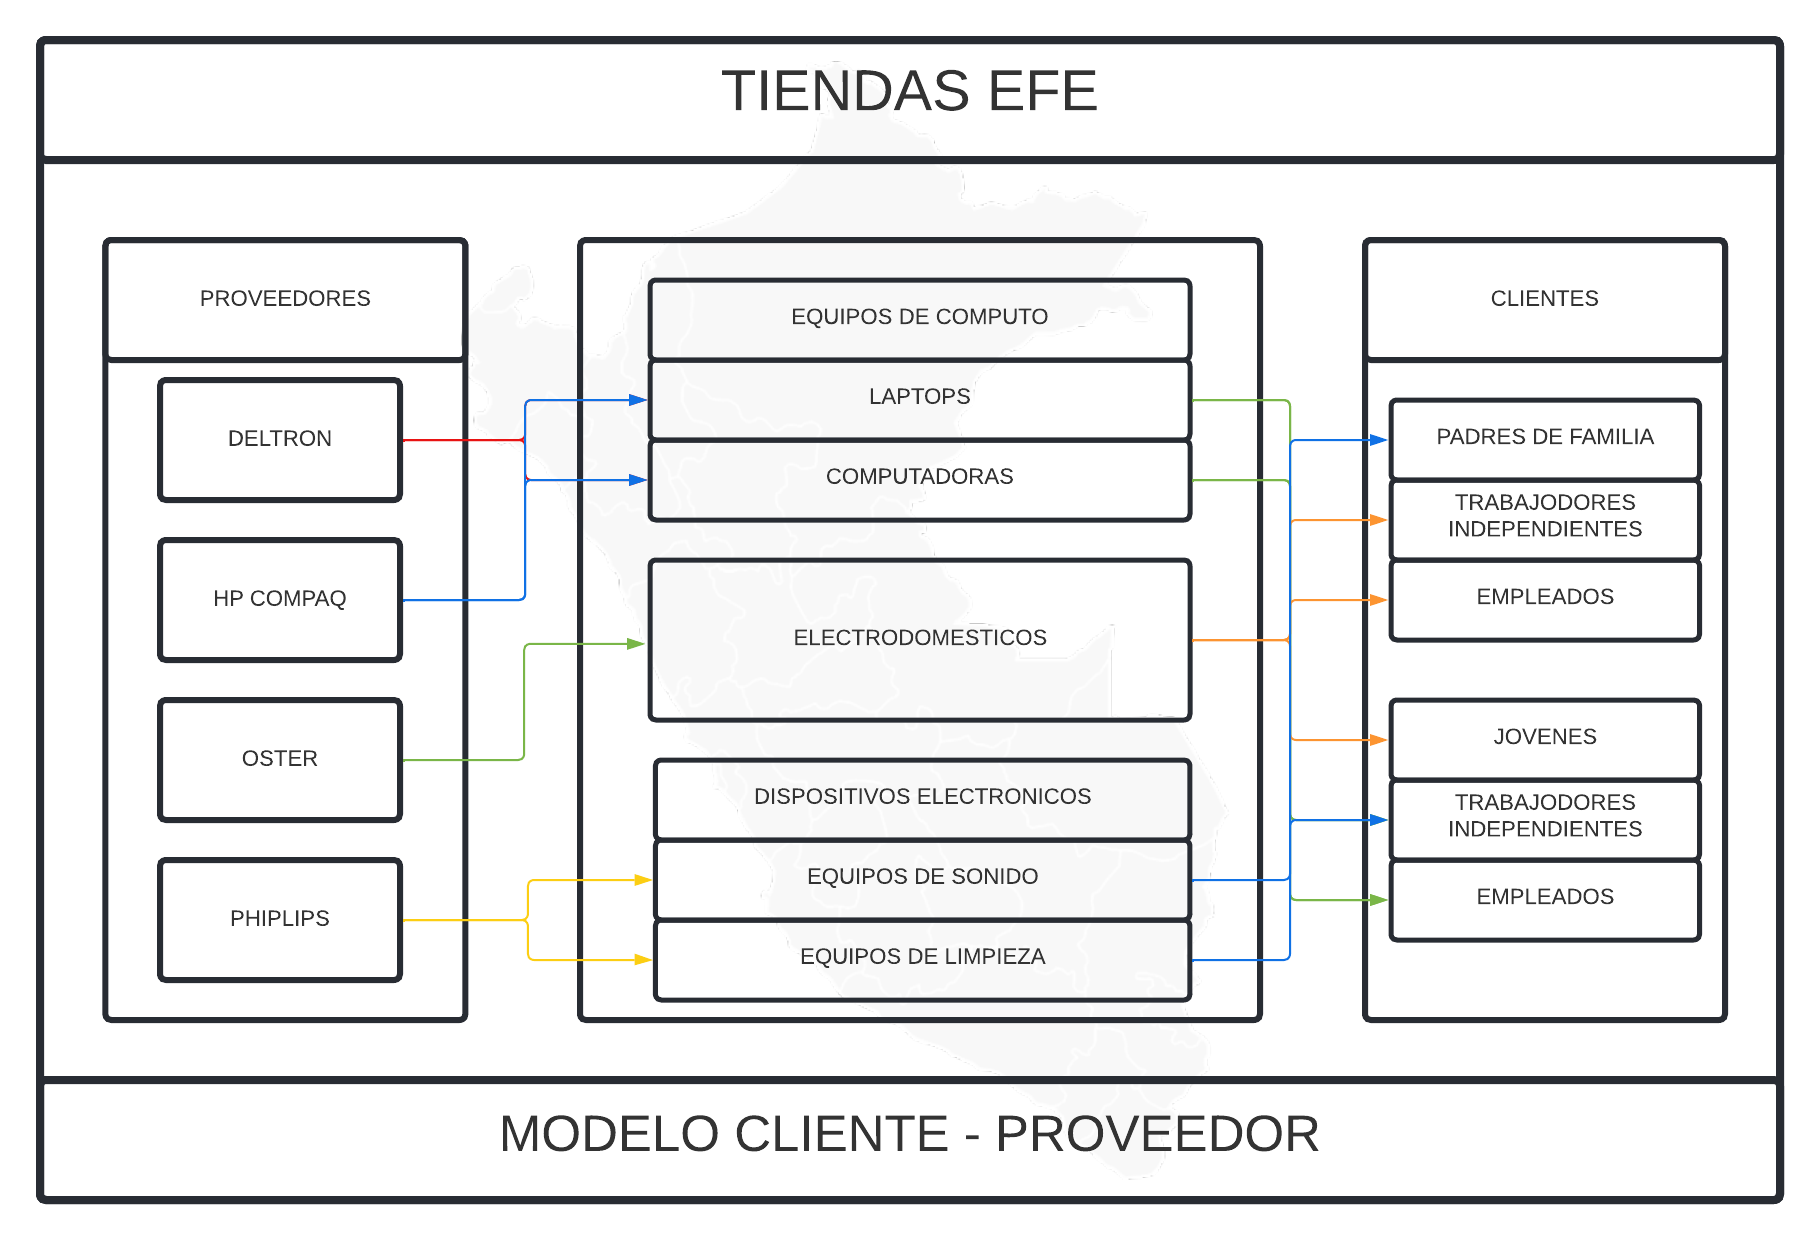 TIENDAS EFE
PROVEEDORES
DELTRON
HP COMPAQ
OSTER
PHIPLIPS
EQUIPOS DE COMPUTO
LAPTOPS
COMPUTADORAS
ELECTRODOMESTICOS
DISPOSITIVOS ELECTRONICOS
EQUIPOS DE SONIDO
EQUIPOS DE LIMPIEZA
CLIENTES
PADRES DE FAMILIA
TRABAJODORES
INDEPENDIENTES
EMPLEADOS
JOVENES
TRABAJODORES
INDEPENDIENTES
EMPLEADOS
MODELO CLIENTE - PROVEEDOR